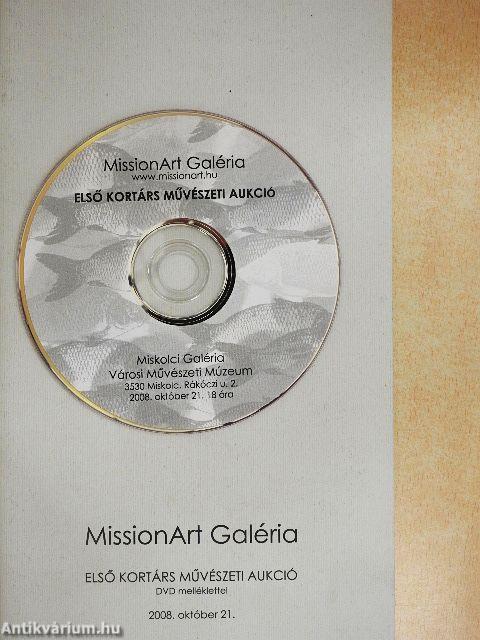 MissionArt Galéria
www.missionart.hu
ELSŐ KORTÁRS MŰVÉSZETI AUKCIÓ
Miskolci Galéria
Városi Művészeti Múzeum
3530 Miskolc, Rákóczi u. 2.
2008. október 21. 18 óra
MissionArt Galéria
ELSŐ KORTÁRS MŰVÉSZETI AUKCIÓ
DVD melléklettel
2008. október 21.
Antikvárium.hu